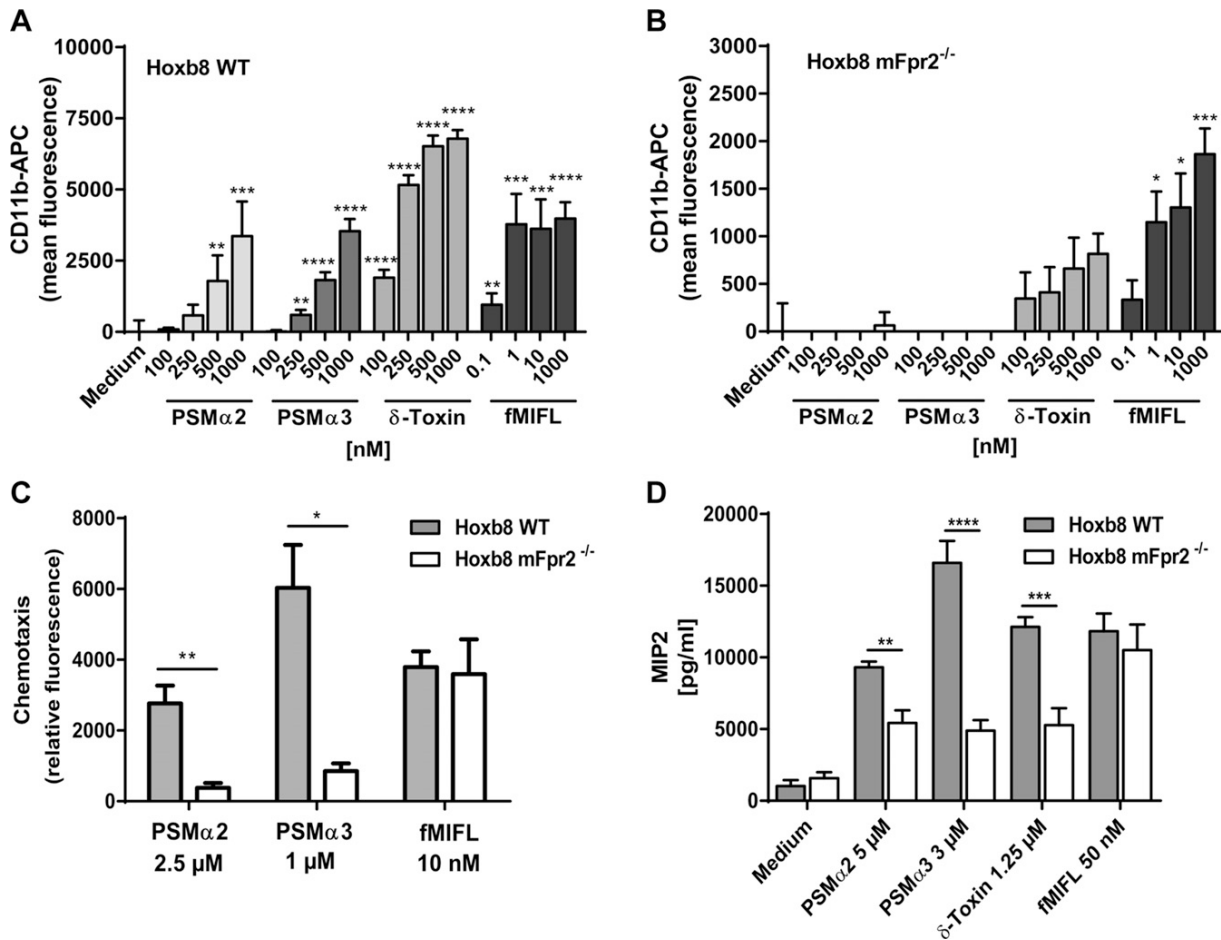 A
Hoxb8 WT
CD11b-APC
(mean fluorescence)
10000
7500
5000
2500
0
** ***
** **** ****
**** **** **** ****
** *** *** ****
Medium 100 250 500 1000 100 250 500 1000 100 250 500 1000 0.1 1 10 1000
PSMα2 PSMα3 δ-Toxin fMIFL
[nM]
B
Hoxb8 mFpr2-/-
CD11b-APC
(mean fluorescence)
3000
2500
2000
1500
1000
500
0
* * ***
Medium 100 250 500 1000 100 250 500 1000 100 250 500 1000 0.1 1 10 1000
PSMα2 PSMα3 δ-Toxin fMIFL
[nM]
C
Chemotaxis
(relative fluorescence)
8000
6000
4000
2000
0
** *
Hoxb8 WT
Hoxb8 mFpr2 -/-
PSMα2 PSMα3 fMIFL
2.5 µM 1 µM 10 nM
D
MIP2
[pg/ml]
20000
15000
10000
5000
0
** **** ***
Hoxb8 WT
Hoxb8 mFpr2 -/-
Medium
PSMα2 5 µM
PSMα3 3 µM
δ-Toxin 1.25 µM
fMIFL 50 nM